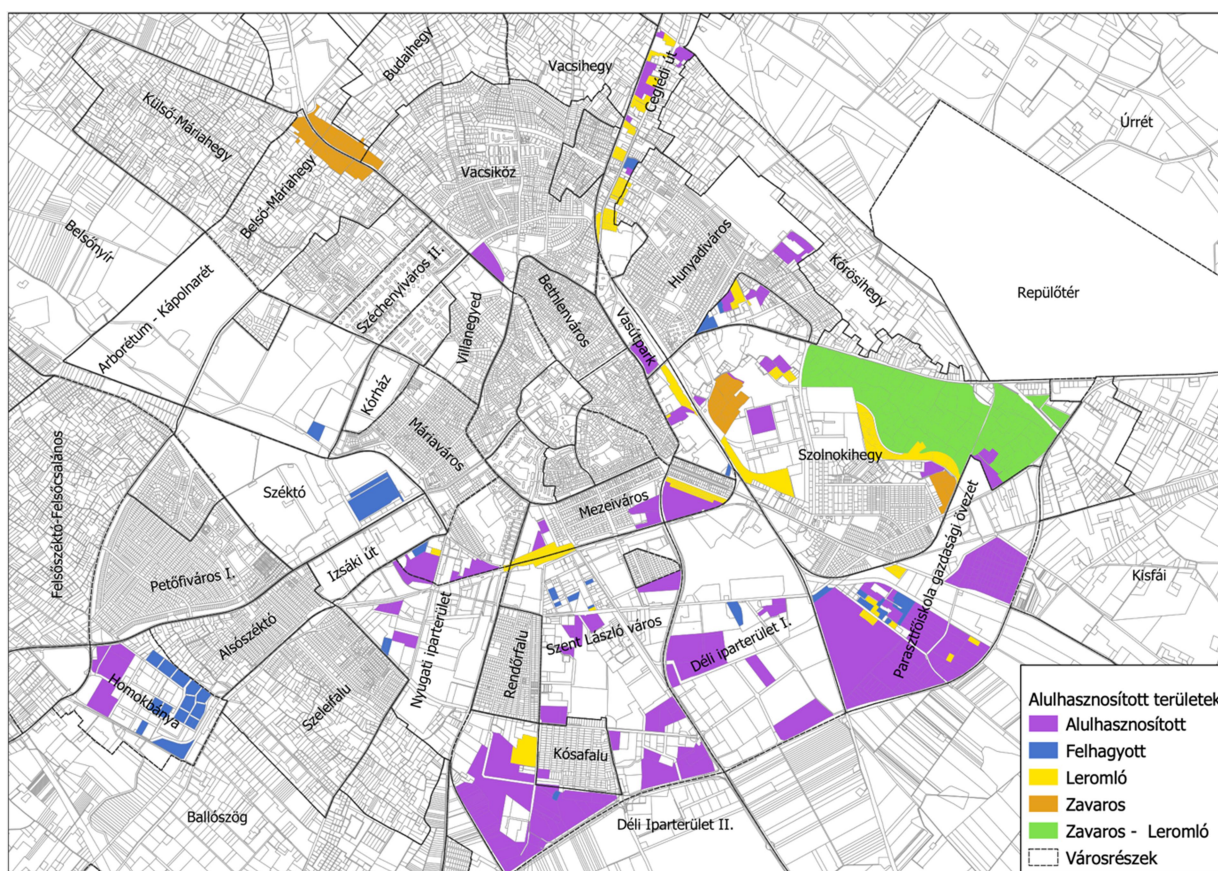 Budaihegy
Vacsihegy
Ceglédi út
Külső-Máriahegy
Úrrét
Vacsiköz
Belső-Máriahegy
Belsőnyír
Hunyadiváros
Kőrösihegy
Arborétum - Kápolnarét
Széchenyiváros II.
Bethlenváros
Repülőtér
Villanegyed
Vasútpark
Kórház
Máriaváros
Felsőszéktó-Felsőcsalános
Széktó
Szolnokihegy
Mezeiváros
Izsáki út
Petőfiváros I.
Parasztfőiskola gazdasági övezet
Kisfái
Alsószéktó
Nyugati iparterület
Rendőrfalu
Szent László város
Déli iparterület I.
Homokbánya
Szeleifalu
Kósafalu
Ballószög
Déli Iparterület II.
Alulhasznosított területek
Alulhasznosított
Felhagyott
Leromló
Zavaros
Zavaros - Leromló
Városrészek